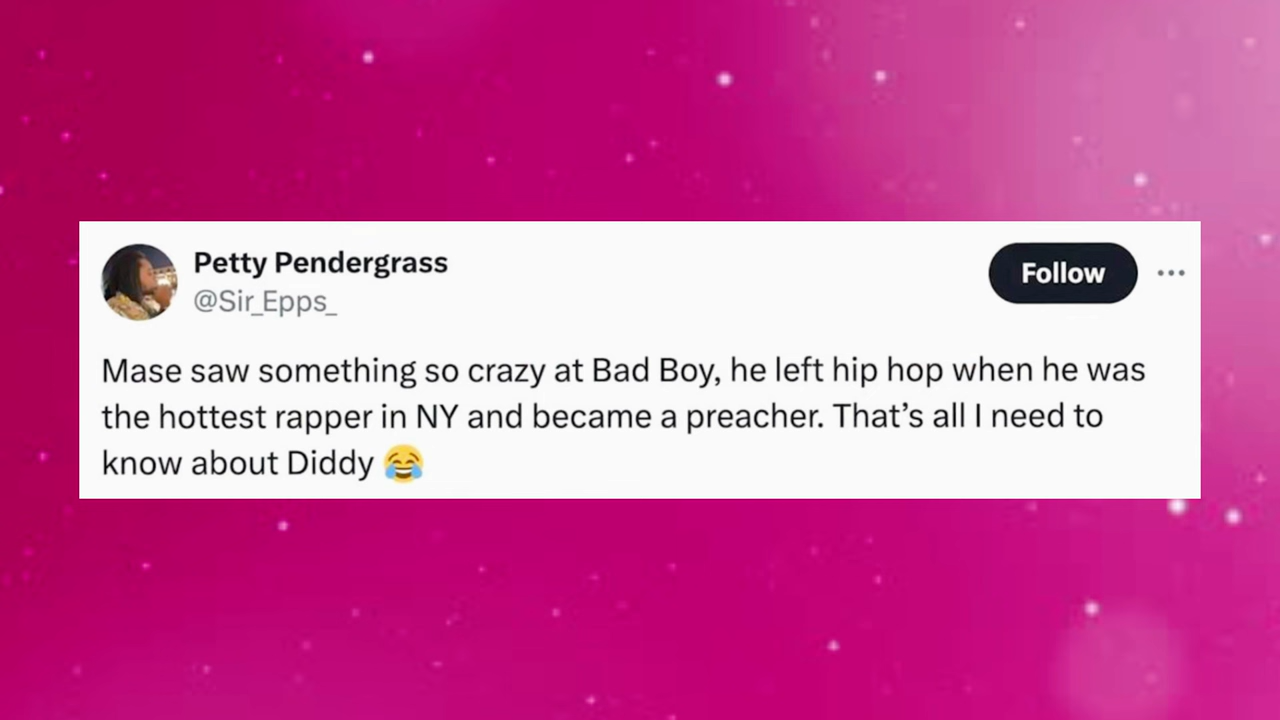 Petty Pendergrass
@Sir_Epps_
Follow
Mase saw something so crazy at Bad Boy, he left hip hop when he was
the hottest rapper in NY and became a preacher. That’s all I need to
know about Diddy 😂